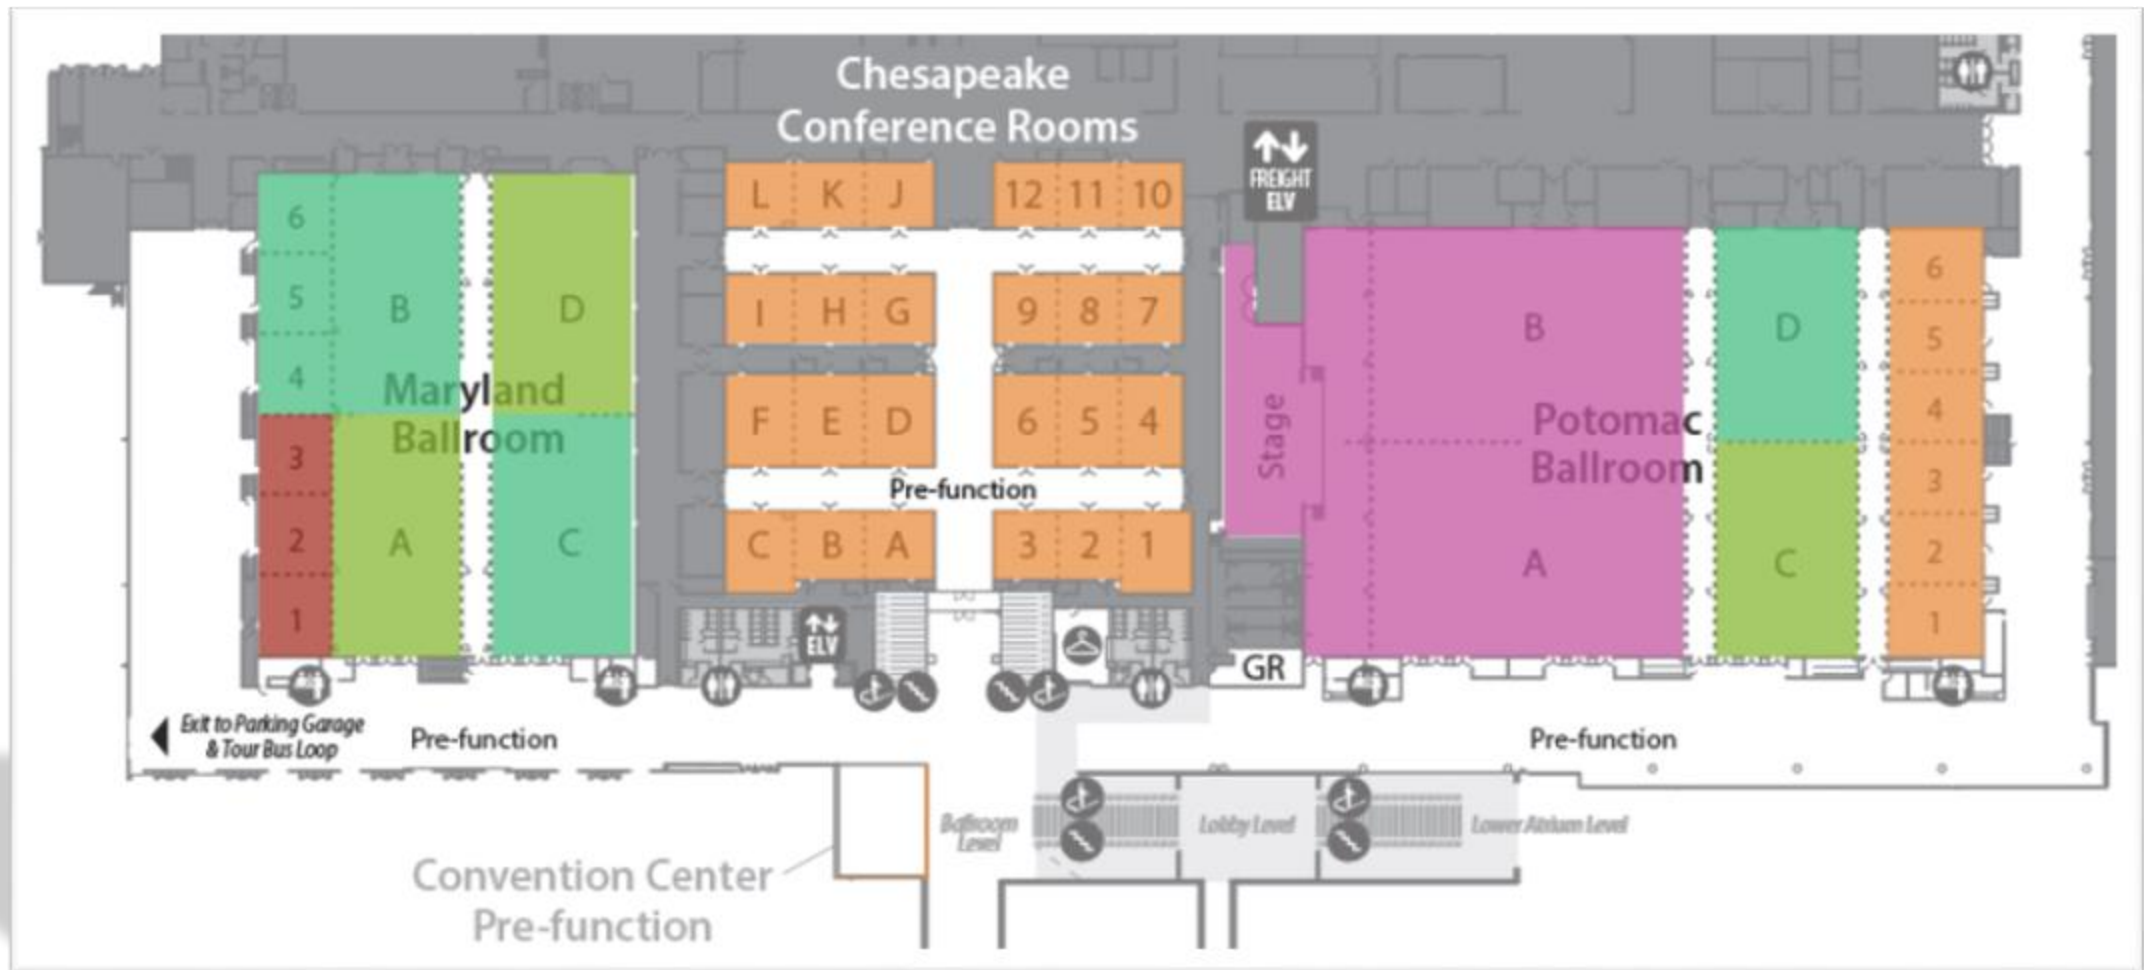 Chesapeake
Conference Rooms
FREIGHT
ELV
L K J 12 11 10
6 5 4 B D
Maryland
Ballroom
3 2 1 A C
I H G 9 8 7
F E D 6 5 4
Pre-function
C B A 3 2 1
ELV
Stage
B D
Potomac
Ballroom
A C
6
5
4
3
2
1
GR
Exit to Parking Garage
& Tour Bus Loop
Pre-function
Pre-function
Ballroom
Level
Lobby Level
Lower Atrium Level
Convention Center
Pre-function